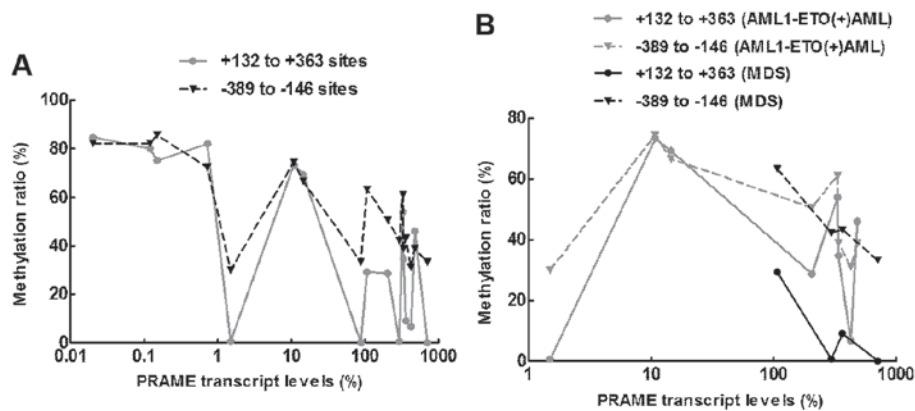 A
+132 to +363 sites
-389 to -146 sites
Methylation ratio (%)
100
80
60
40
20
0
0.01
0.1
1
10
100
1000
PRAME transcript levels (%)
B
+132 to +363 (AML1-ETO(+)AML)
-389 to -146 (AML1-ETO(+)AML)
+132 to +363 (MDS)
-389 to -146 (MDS)
Methylation ratio (%)
80
60
40
20
0
1
10
100
1000
PRAME transcript levels (%)